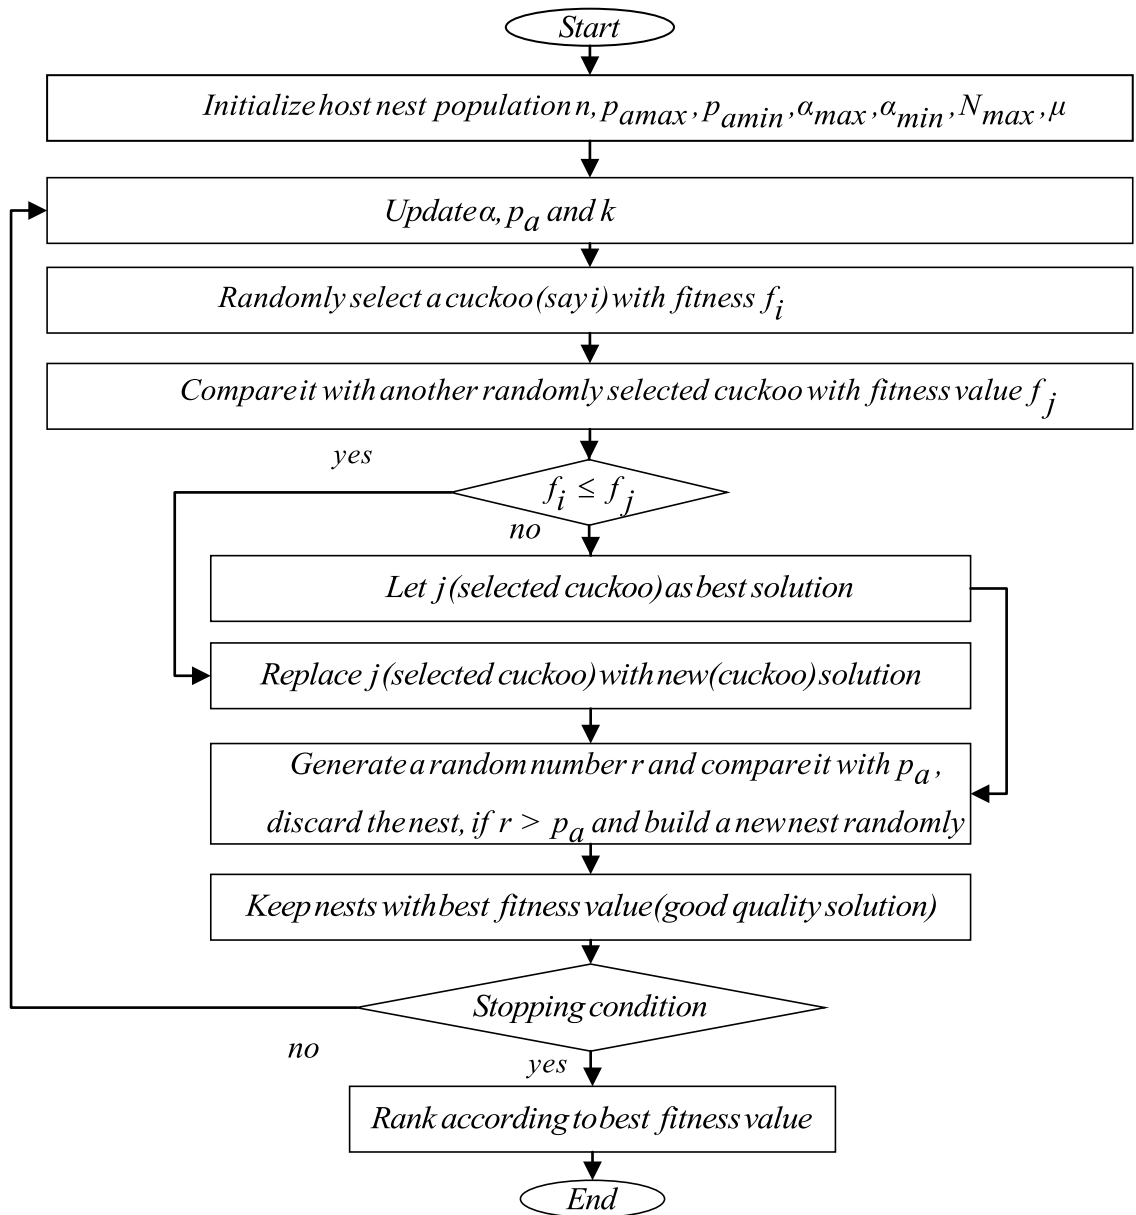 Start
Initialize host nest population n, p_amax, p_amin, α_max, α_min, N_max, μ
Update α, p_a and k
Randomly select a cuckoo (say i) with fitness f_i
Compare it with another randomly selected cuckoo with fitness value f_j
yes
f_i ≤ f_j
no
Let j (selected cuckoo) as best solution
Replace j (selected cuckoo) with new (cuckoo) solution
Generate a random number r and compare it with p_a,
discard the nest, if r > p_a and build a new nest randomly
Keep nests with best fitness value (good quality solution)
Stopping condition
no
yes
Rank according to best fitness value
End